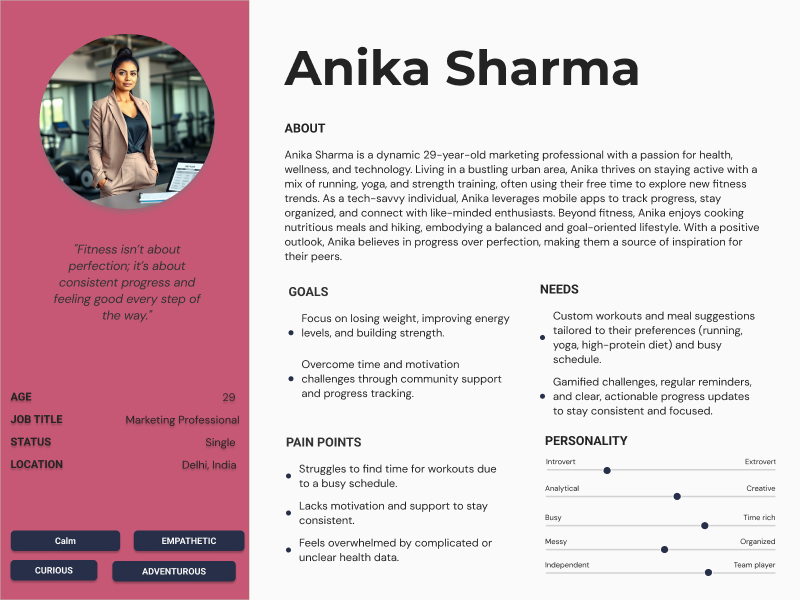 "Fitness isn't about
perfection; it's about
consistent progress and
feeling good every step of
the way."
AGE 29
JOB TITLE Marketing Professional
STATUS Single
LOCATION Delhi, India
Calm EMPATHETIC
CURIOUS ADVENTUROUS
Anika Sharma
ABOUT
Anika Sharma is a dynamic 29-year-old marketing professional with a passion for health,
wellness, and technology. Living in a bustling urban area, Anika thrives on staying active with a
mix of running, yoga, and strength training, often using their free time to explore new fitness
trends. As a tech-savvy individual, Anika leverages mobile apps to track progress, stay
organized, and connect with like-minded enthusiasts. Beyond fitness, Anika enjoys cooking
nutritious meals and hiking, embodying a balanced and goal-oriented lifestyle. With a positive
outlook, Anika believes in progress over perfection, making them a source of inspiration for
their peers.
GOALS
Focus on losing weight, improving energy
levels, and building strength.
Overcome time and motivation
challenges through community support
and progress tracking.
NEEDS
Custom workouts and meal suggestions
tailored to their preferences (running,
yoga, high-protein diet) and busy
schedule.
Gamified challenges, regular reminders,
and clear, actionable progress updates
to stay consistent and focused.
PAIN POINTS
Struggles to find time for workouts due
to a busy schedule.
Lacks motivation and support to stay
consistent.
Feels overwhelmed by complicated or
unclear health data.
PERSONALITY
Introvert Extrovert
Analytical Creative
Busy Time rich
Messy Organized
Independent Team player